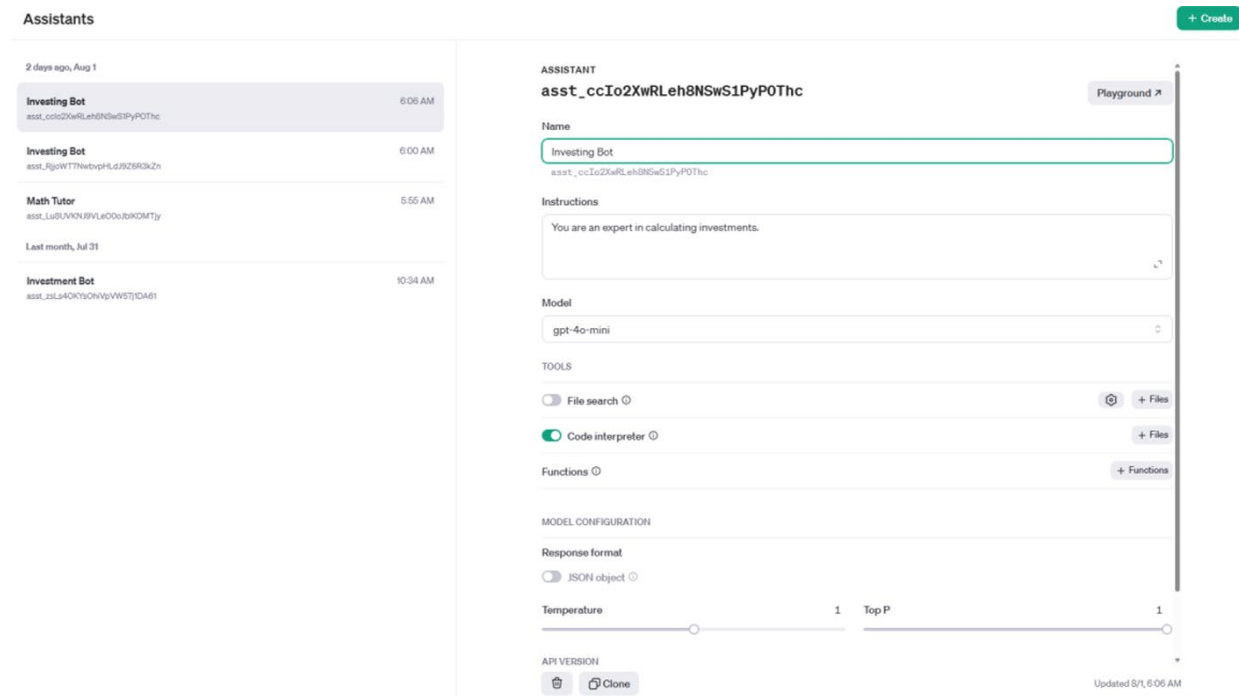 Assistants
+ Create
2 days ago, Aug 1
Investing Bot 6:06 AM
asst_ccIo2XwRLeh8NSwS1PyPOThc
Investing Bot 6:00 AM
Math Tutor 5:55 AM
Last month, Jul 31
Investment Bot 10:34 AM
ASSISTANT
asst_ccIo2XwRLeh8NSwS1PyPOThc
Playground ↗
Name
Investing Bot
asst_ccIo2XwRLeh8NSwS1PyPOThc
Instructions
You are an expert in calculating investments.
Model
gpt-4o-mini
TOOLS
File search + Files
Code interpreter + Files
Functions + Functions
MODEL CONFIGURATION
Response format
JSON object
Temperature 1 Top P 1
API VERSION
Clone Updated 8/1, 6:06 AM